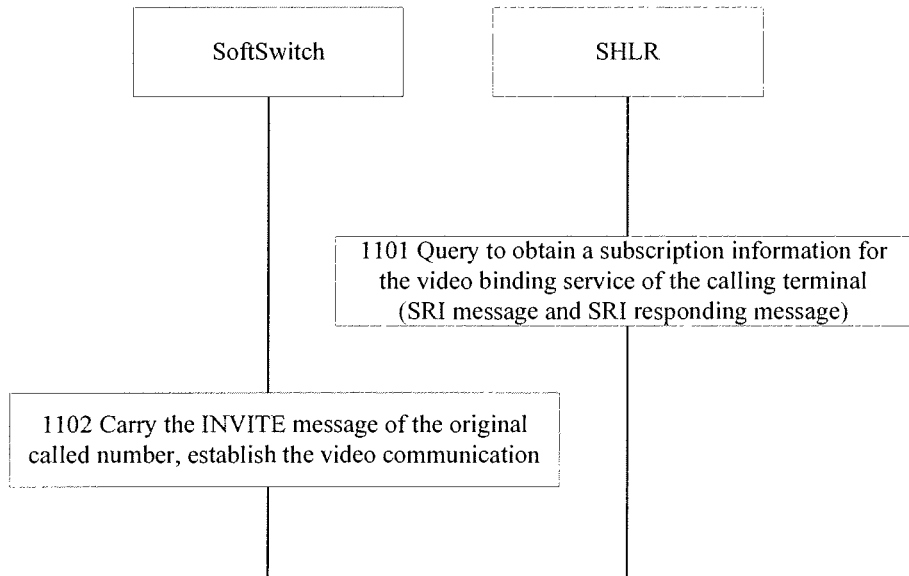 SoftSwitch
SHLR
1101 Query to obtain a subscription information for
the video binding service of the calling terminal
(SRI message and SRI responding message)
1102 Carry the INVITE message of the original
called number, establish the video communication